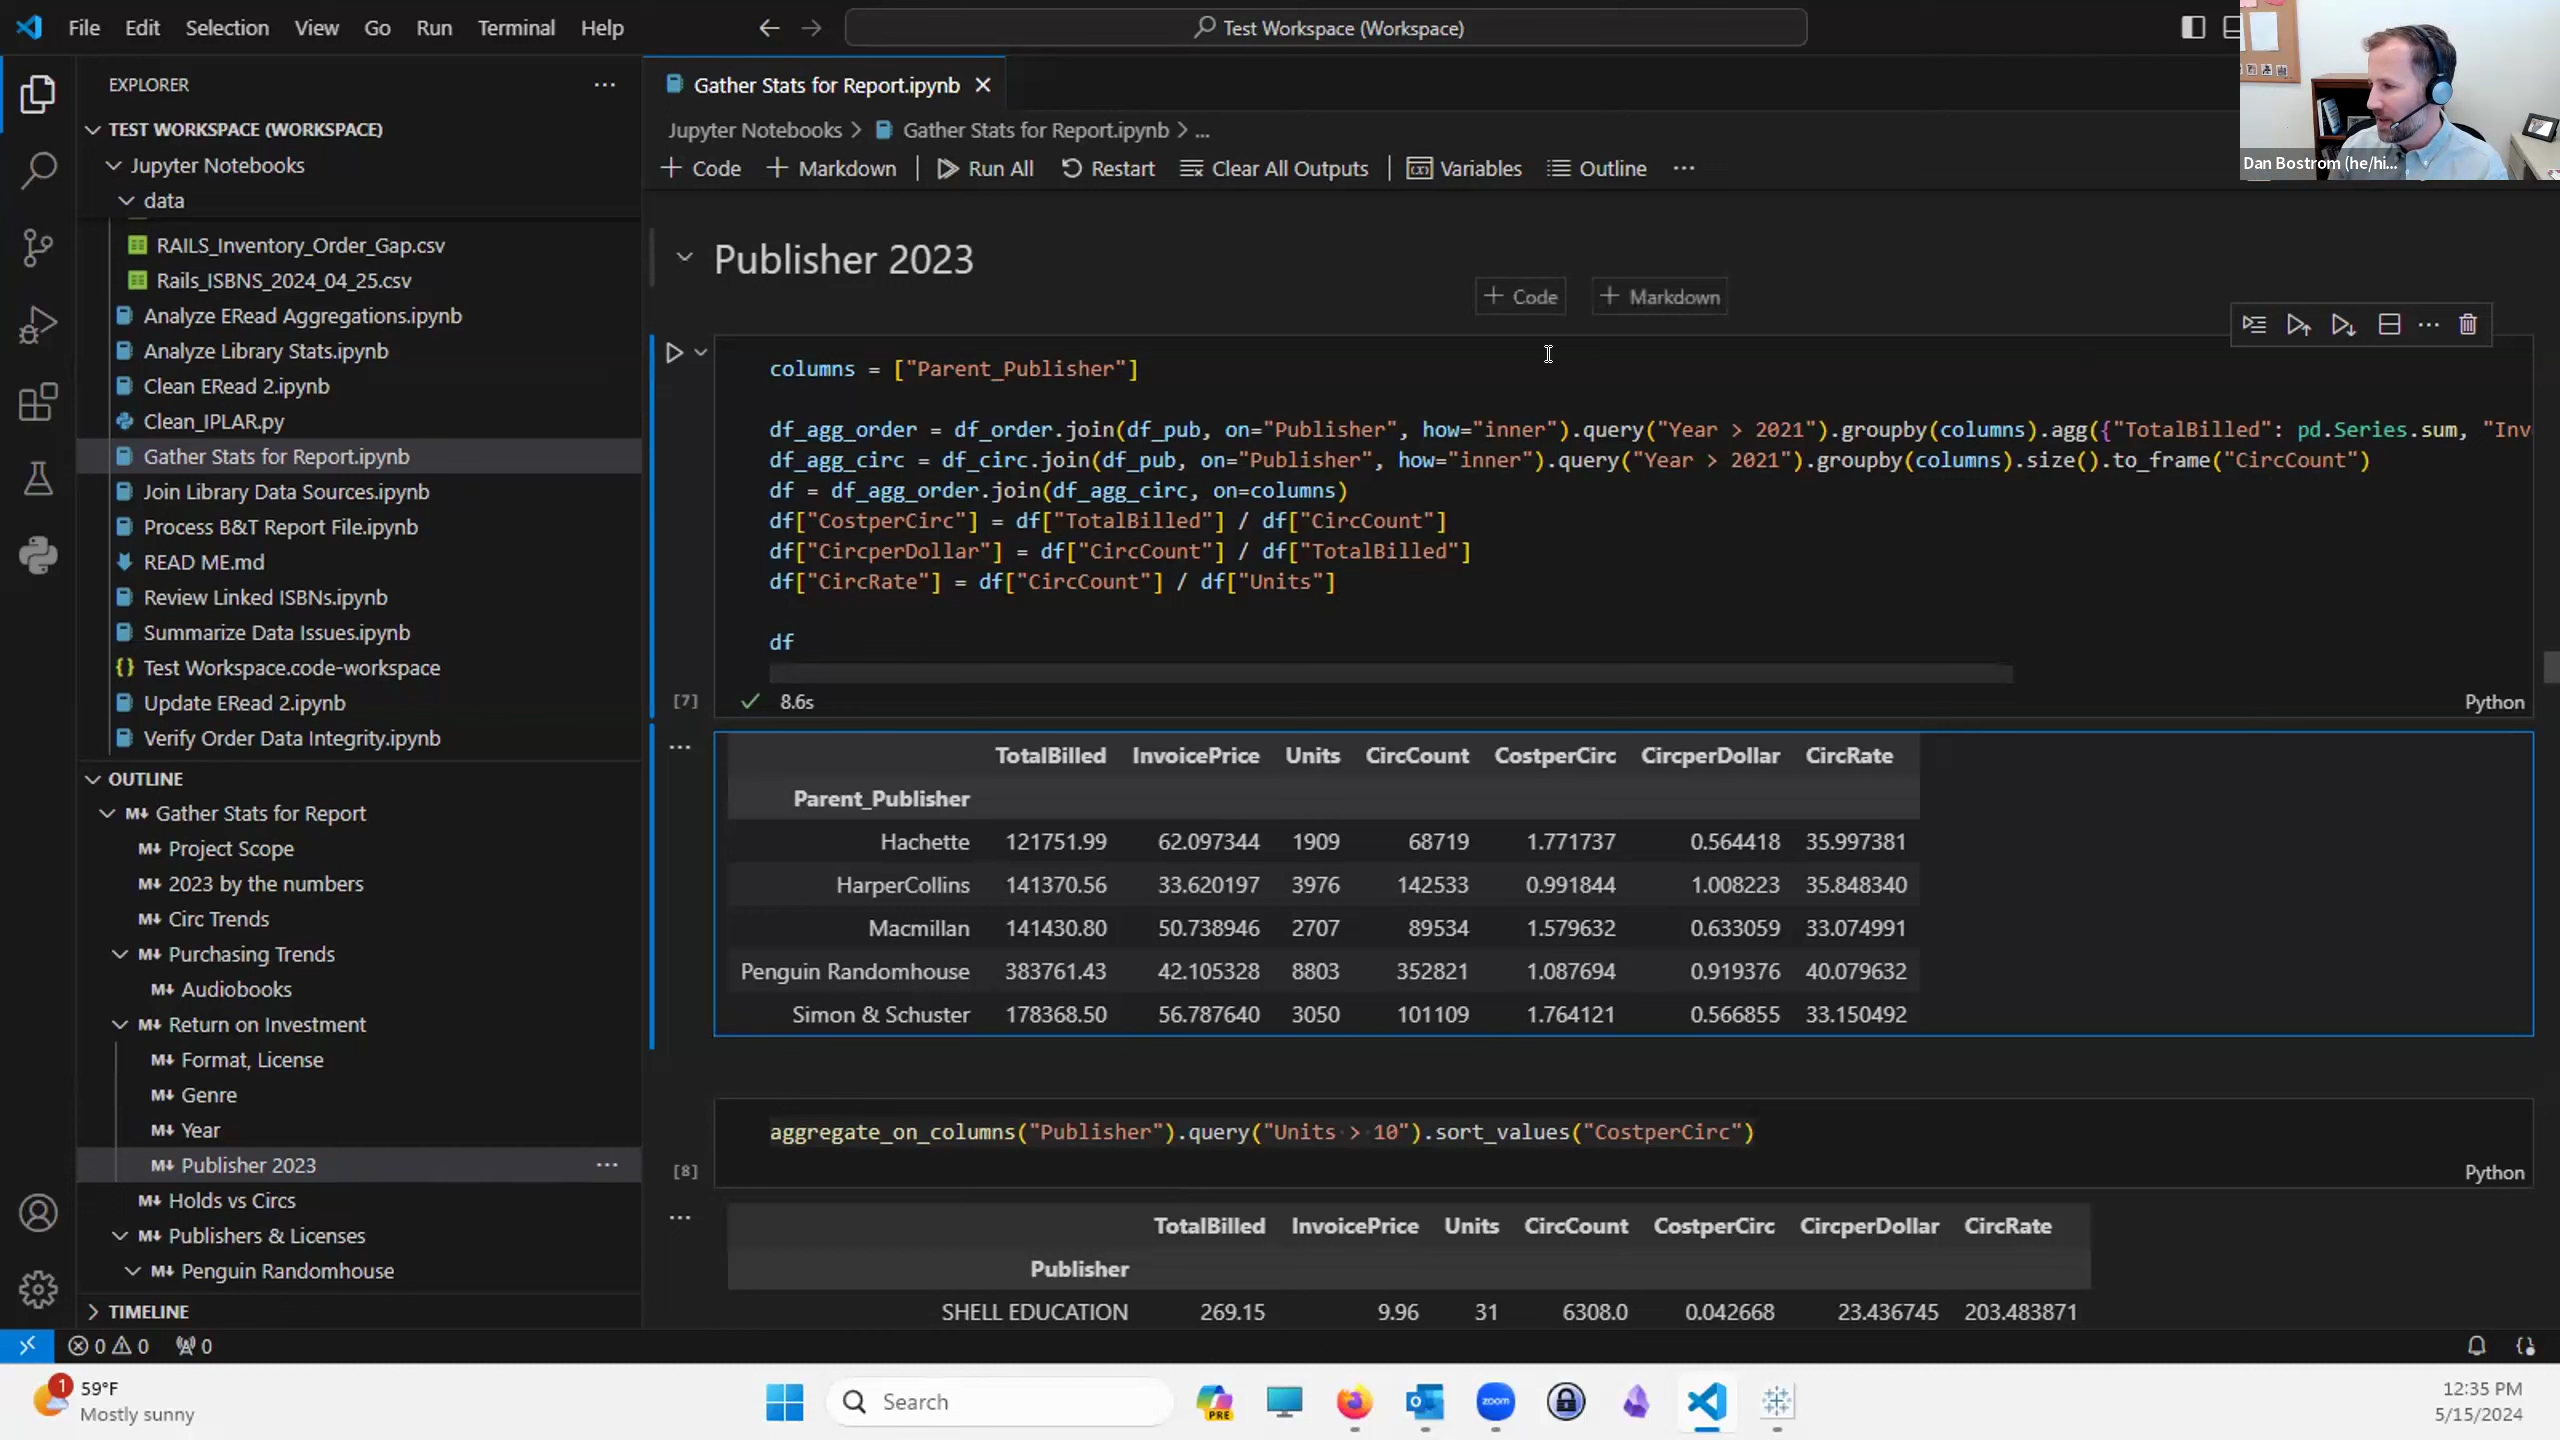 File Edit Selection View Go Run Terminal Help
Test Workspace (Workspace)
Dan Bostrom (he/hi...
EXPLORER
TEST WORKSPACE (WORKSPACE)
Jupyter Notebooks
data
RAILS_Inventory_Order_Gap.csv
Rails_ISBNS_2024_04_25.csv
Analyze ERead Aggregations.ipynb
Analyze Library Stats.ipynb
Clean ERead 2.ipynb
Clean_IPLAR.py
Gather Stats for Report.ipynb
Join Library Data Sources.ipynb
Process B&T Report File.ipynb
READ ME.md
Review Linked ISBNs.ipynb
Summarize Data Issues.ipynb
Test Workspace.code-workspace
Update ERead 2.ipynb
Verify Order Data Integrity.ipynb
OUTLINE
Gather Stats for Report
Project Scope
2023 by the numbers
Circ Trends
Purchasing Trends
Audiobooks
Return on Investment
Format, License
Genre
Year
Publisher 2023 ...
Holds vs Circs
Publishers & Licenses
Penguin Randomhouse
TIMELINE
Gather Stats for Report.ipynb
Jupyter Notebooks > Gather Stats for Report.ipynb > ...
+ Code + Markdown Run All Restart Clear All Outputs Variables Outline ...
Publisher 2023
+ Code + Markdown
columns = ["Parent_Publisher"]
df_agg_order = df_order.join(df_pub, on="Publisher", how="inner").query("Year > 2021").groupby(columns).agg({"TotalBilled": pd.Series.sum, "Inv
df_agg_circ = df_circ.join(df_pub, on="Publisher", how="inner").query("Year > 2021").groupby(columns).size().to_frame("CircCount")
df = df_agg_order.join(df_agg_circ, on=columns)
df["CostperCirc"] = df["TotalBilled"] / df["CircCount"]
df["CircperDollar"] = df["CircCount"] / df["TotalBilled"]
df["CircRate"] = df["CircCount"] / df["Units"]
df
[7] 8.6s Python
TotalBilled InvoicePrice Units CircCount CostperCirc CircperDollar CircRate
Parent_Publisher
Hachette 121751.99 62.097344 1909 68719 1.771737 0.564418 35.997381
HarperCollins 141370.56 33.620197 3976 142533 0.991844 1.008223 35.848340
Macmillan 141430.80 50.738946 2707 89534 1.579632 0.633059 33.074991
Penguin Randomhouse 383761.43 42.105328 8803 352821 1.087694 0.919376 40.079632
Simon & Schuster 178368.50 56.787640 3050 101109 1.764121 0.566855 33.150492
aggregate_on_columns("Publisher").query("Units > 10").sort_values("CostperCirc")
[8] Python
TotalBilled InvoicePrice Units CircCount CostperCirc CircperDollar CircRate
Publisher
SHELL EDUCATION 269.15 9.96 31 6308.0 0.042668 23.436745 203.483871
0 0 0
1
59°F
Mostly sunny
Search
PRE
zoom
12:35 PM
5/15/2024